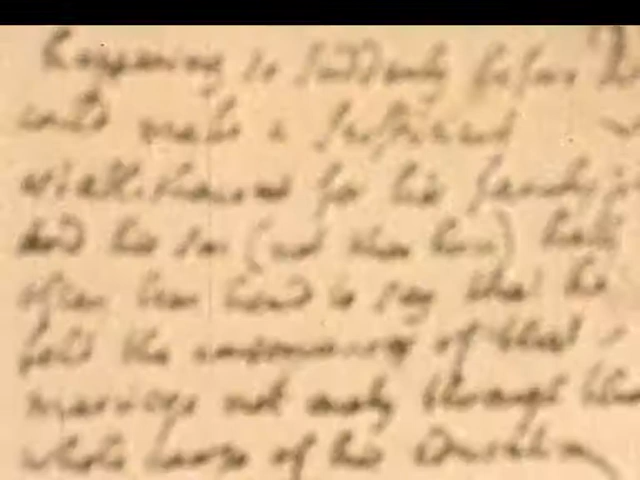 happening so suddenly before he
could make a sufficient
establishment for his family
and his son (not then born) hath
often been heard to say that he
felt the of that
marriage not only through the
whole course of his Education